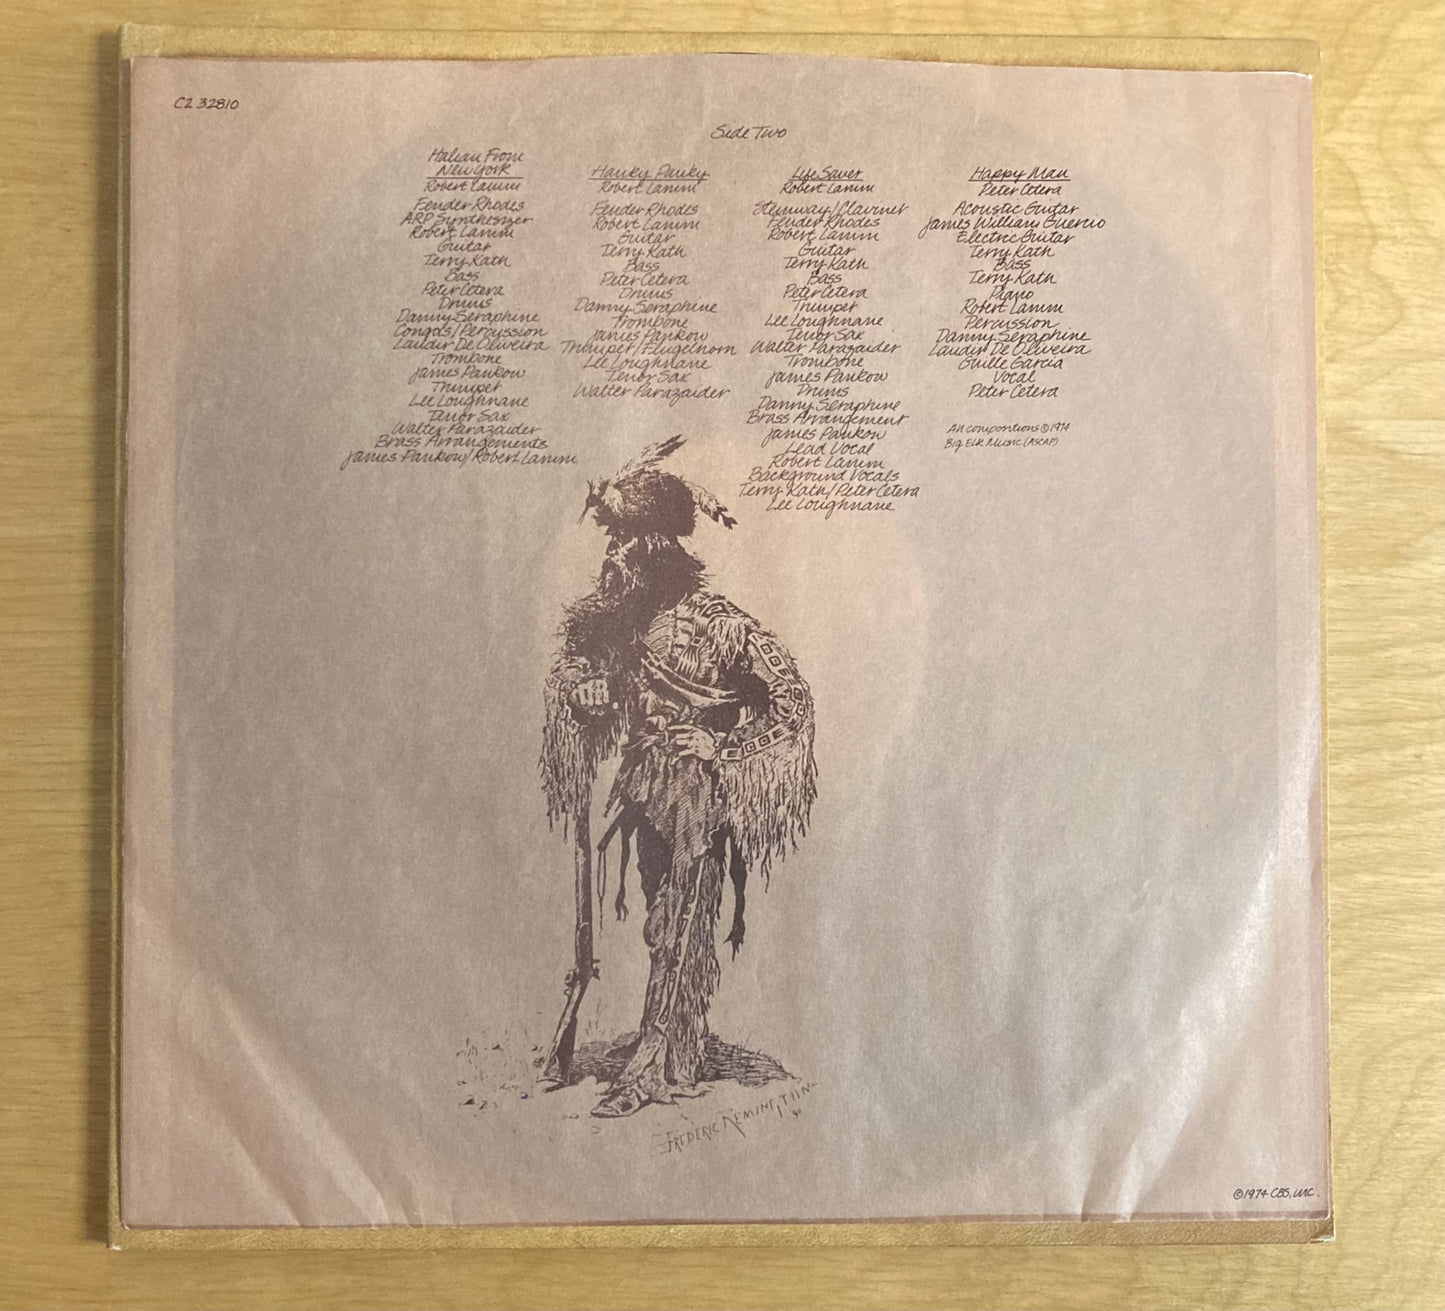 C2 32810
Side Two
Italian From
New York
Robert Lamm
Fender Rhodes
ARP Synthesizer
Robert Lamm
Guitar
Terry Kath
Bass
Peter Cetera
Drums
Danny Seraphine
Congas/Percussion
Laudir De Oliveira
Trombone
James Pankow
Trumpet
Lee Loughnane
Tenor Sax
Walter Parazaider
Brass Arrangements
James Pankow/Robert Lamm
Hanky Panky
Robert Lamm
Fender Rhodes
Robert Lamm
Guitar
Terry Kath
Bass
Peter Cetera
Drums
Danny Seraphine
Trombone
James Pankow
Trumpet/Flugelhorn
Lee Loughnane
Tenor Sax
Walter Parazaider
Life Saver
Robert Lamm
Steinway/Clavinet
Fender Rhodes
Robert Lamm
Guitar
Terry Kath
Bass
Peter Cetera
Trumpet
Lee Loughnane
Tenor Sax
Walter Parazaider
Trombone
James Pankow
Drums
Danny Seraphine
Brass Arrangement
James Pankow
Lead Vocal
Robert Lamm
Background Vocals
Terry Kath/Peter Cetera
Lee Loughnane
Happy Man
Peter Cetera
Acoustic Guitar
James William Guercio
Electric Guitar
Terry Kath
Bass
Terry Kath
Piano
Robert Lamm
Percussion
Danny Seraphine
Laudir De Oliveira
Guille Garcia
Vocal
Peter Cetera
All compositions © 1974
Big Elk Music (ASCAP)
FREDERIC REMINGTON
© 1974 CBS, INC.